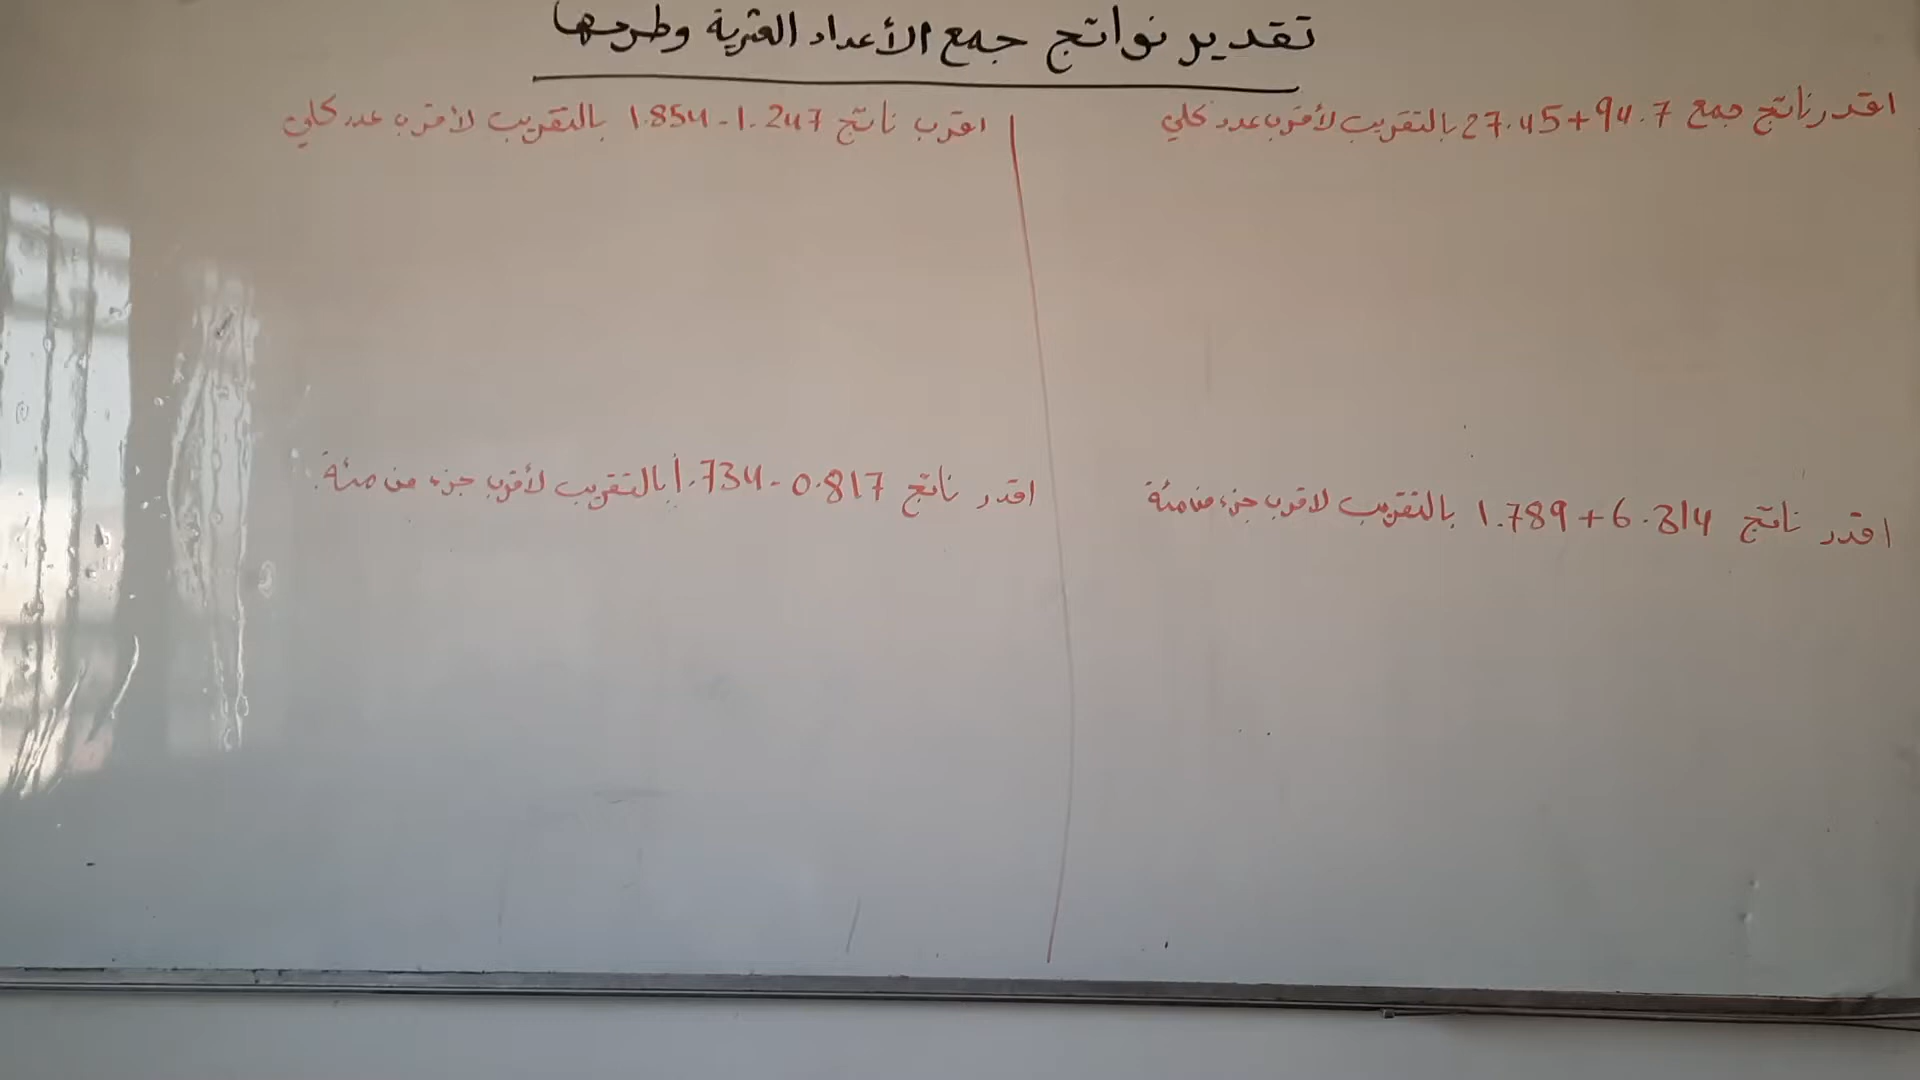 تقدير نواتج جمع الأعداد العشرية وطرحها
اقدر ناتج جمع 27.45+94.7 بالتقريب لأقرب عدد كلي
اقدر ناتج 1.789+6.314 بالتقريب لاقرب جزء من مئة
اقرب ناتج 1.854-1.247 بالتقريب لأقرب عدد كلي
اقدر ناتج 1.734-0.817 بالتقريب لأقرب جزء من مئة.